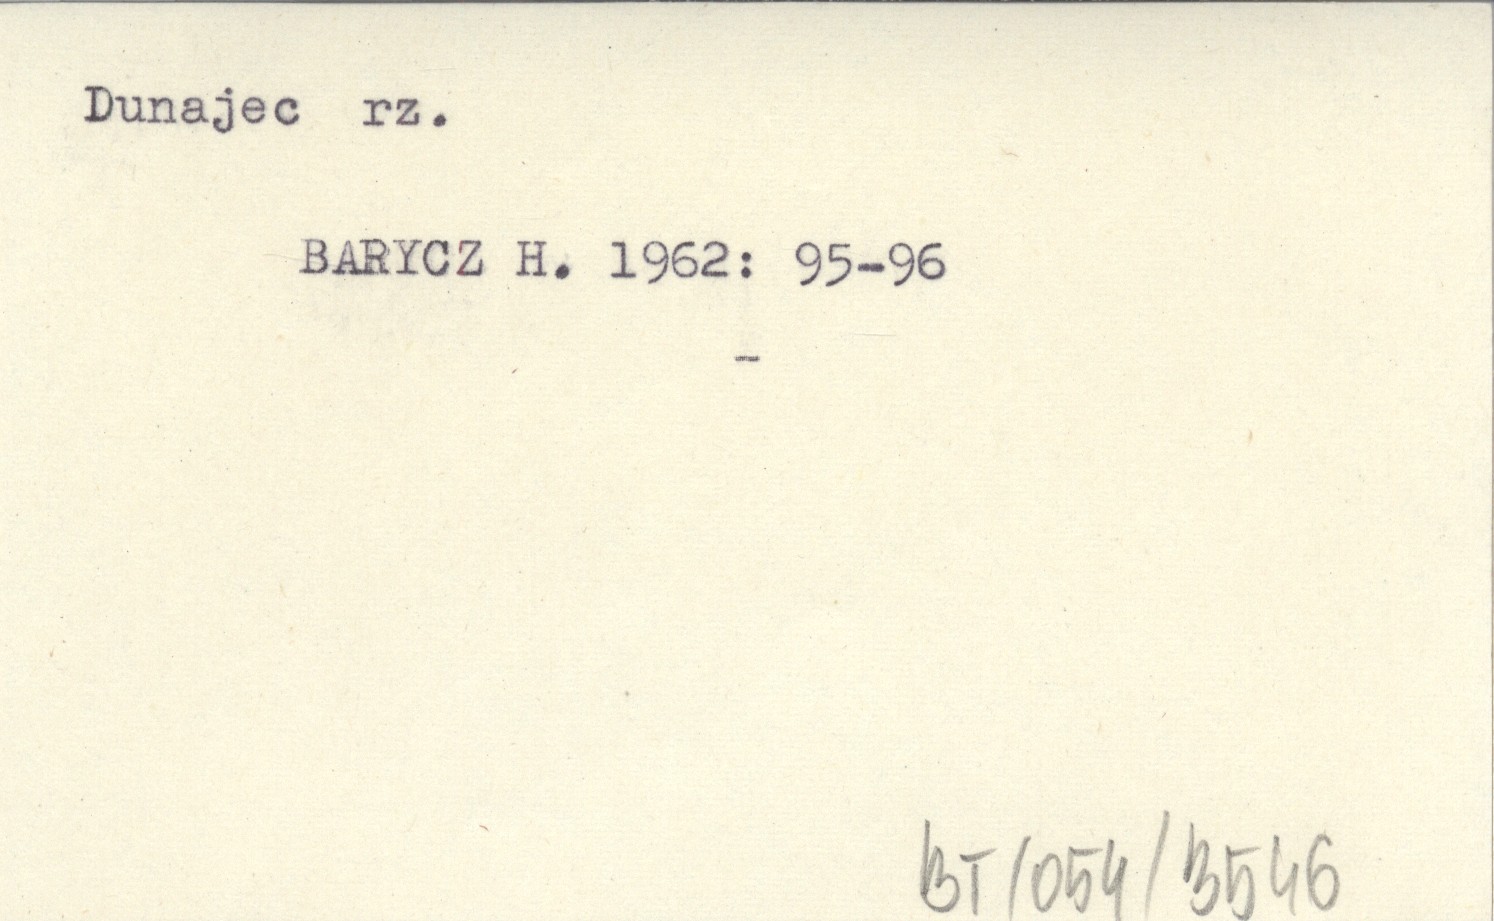 Dunajec rz.
BARYCZ H. 1962: 95-96
-
BT/054/3546